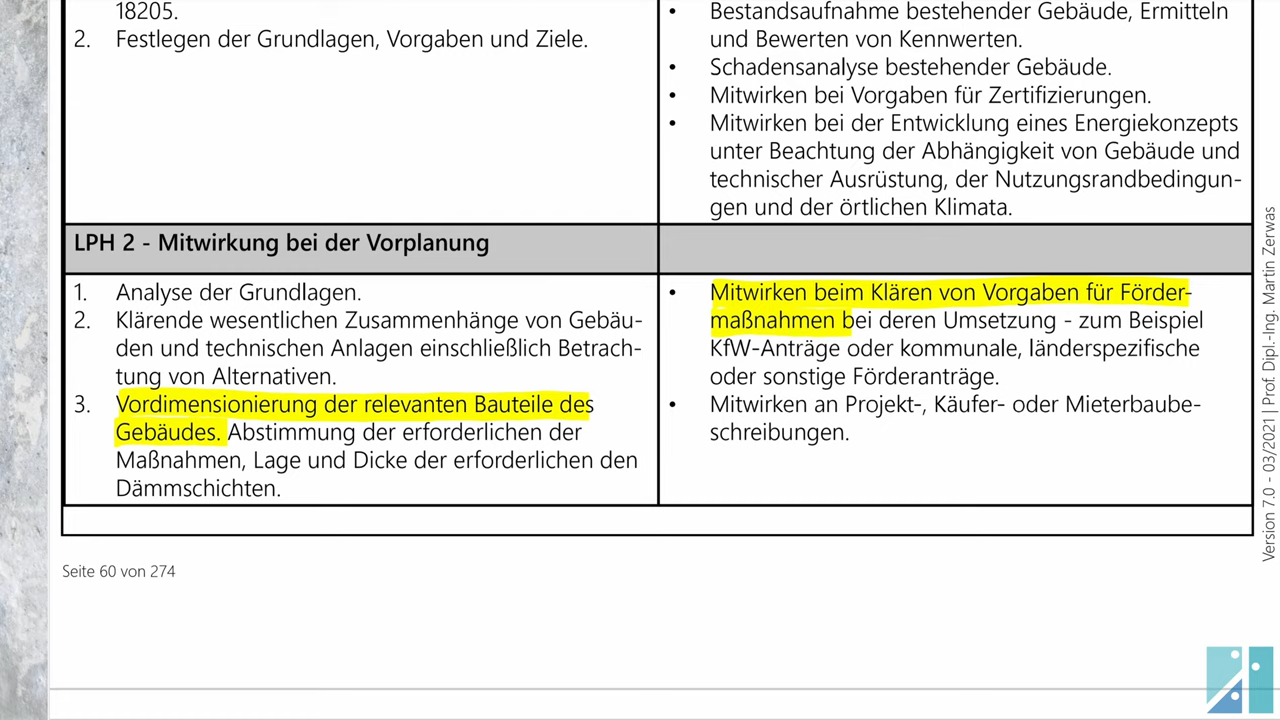 18205.
2. Festlegen der Grundlagen, Vorgaben und Ziele.
• Bestandsaufnahme bestehender Gebäude, Ermitteln
und Bewerten von Kennwerten.
• Schadensanalyse bestehender Gebäude.
• Mitwirken bei Vorgaben für Zertifizierungen.
• Mitwirken bei der Entwicklung eines Energiekonzepts
unter Beachtung der Abhängigkeit von Gebäude und
technischer Ausrüstung, der Nutzungsrandbedingun-
gen und der örtlichen Klimata.
LPH 2 - Mitwirkung bei der Vorplanung
1. Analyse der Grundlagen.
2. Klärende wesentlichen Zusammenhänge von Gebäu-
den und technischen Anlagen einschließlich Betrach-
tung von Alternativen.
3. Vordimensionierung der relevanten Bauteile des
Gebäudes. Abstimmung der erforderlichen der
Maßnahmen, Lage und Dicke der erforderlichen den
Dämmschichten.
• Mitwirken beim Klären von Vorgaben für Förder-
maßnahmen bei deren Umsetzung - zum Beispiel
KfW-Anträge oder kommunale, länderspezifische
oder sonstige Förderanträge.
• Mitwirken an Projekt-, Käufer- oder Mieterbaube-
schreibungen.
Seite 60 von 274
Version 7.0 - 03/2021 | Prof. Dipl.-Ing. Martin Zerwas